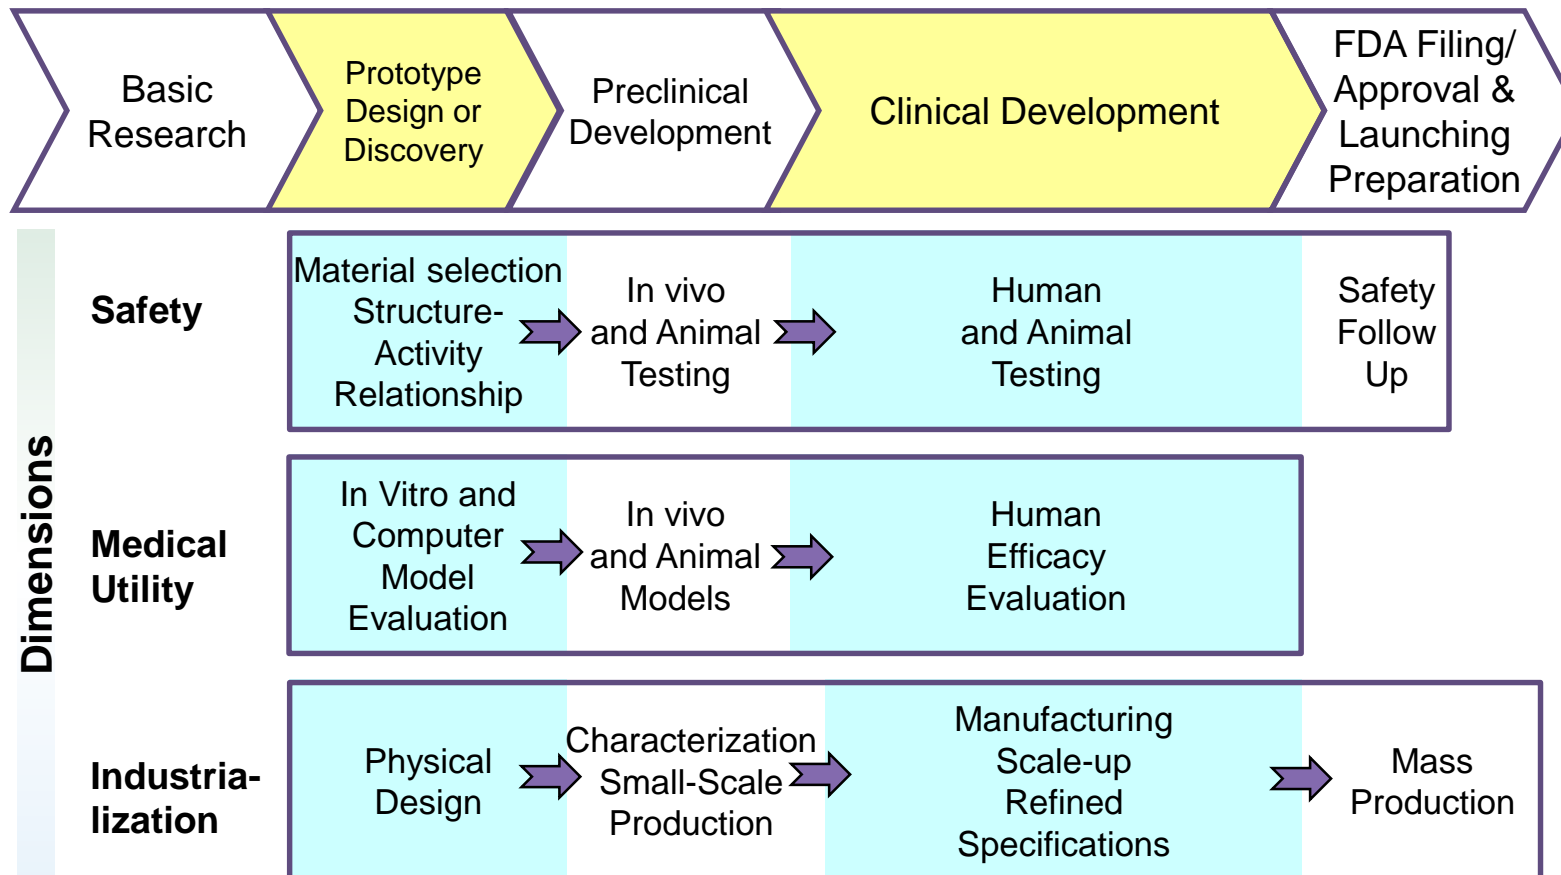 Basic
Research
Prototype
Design or
Discovery
Preclinical
Development
Clinical Development
FDA Filing/
Approval &
Launching
Preparation
Dimensions
Safety
Material selection
Structure-
Activity
Relationship
In vivo
and Animal
Testing
Human
and Animal
Testing
Safety
Follow
Up
Medical
Utility
In Vitro and
Computer
Model
Evaluation
In vivo
and Animal
Models
Human
Efficacy
Evaluation
Industria-
lization
Physical
Design
Characterization
Small-Scale
Production
Manufacturing
Scale-up
Refined
Specifications
Mass
Production